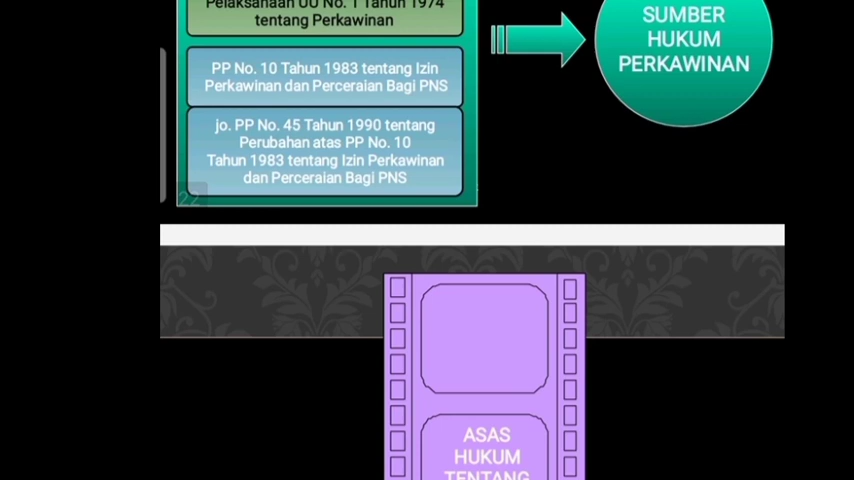 Pelaksanaan UU No. 1 Tahun 1974
tentang Perkawinan
PP No. 10 Tahun 1983 tentang Izin
Perkawinan dan Perceraian Bagi PNS
jo. PP No. 45 Tahun 1990 tentang
Perubahan atas PP No. 10
Tahun 1983 tentang Izin Perkawinan
dan Perceraian Bagi PNS
22
SUMBER
HUKUM
PERKAWINAN
ASAS
HUKUM
TENTANG